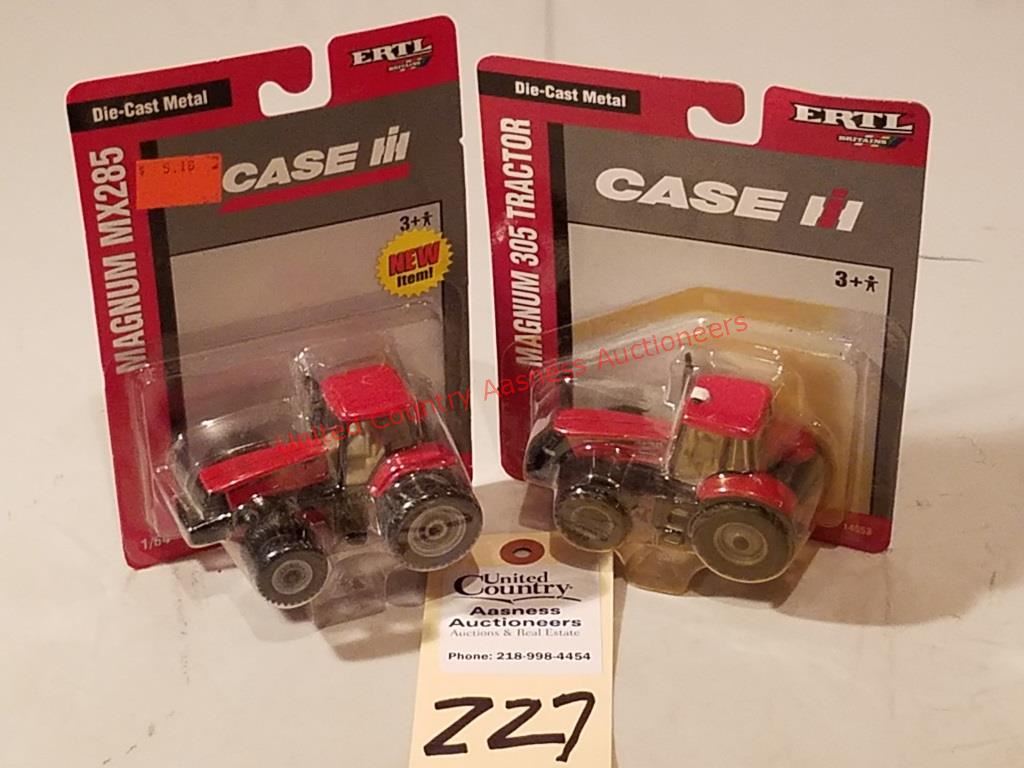 Die-Cast Metal
ERTL
BRITAINS
MAGNUM MX285
$ 5.18 2
CASE IH
3+
NEW
Item!
1/64
Die-Cast Metal
ERTL
BRITAINS
MAGNUM 305 TRACTOR
CASE IH
3+
14553
United Country Aasness Auctioneers
United
Country
Aasness
Auctioneers
Auctions & Real Estate
Phone: 218-998-4454
227